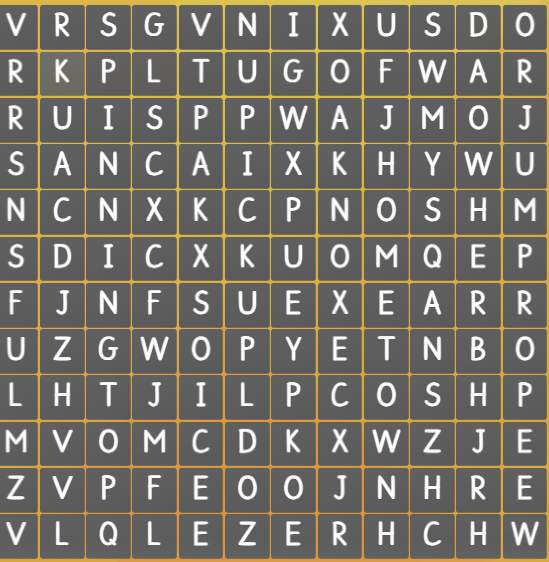 V R S G V N I X U S D O
R K P L T U G O F W A R
R U I S P P W A J M O J
S A N C A I X K H Y W U
N C N X K C P N O S H M
S D I C X K U O M Q E P
F J N F S U E X E A R R
U Z G W O P Y E T N B O
L H T J I L P C O S H P
M V O M C D K X W Z J E
Z V P F E O O J N H R E
V L Q L E Z E R H C H W